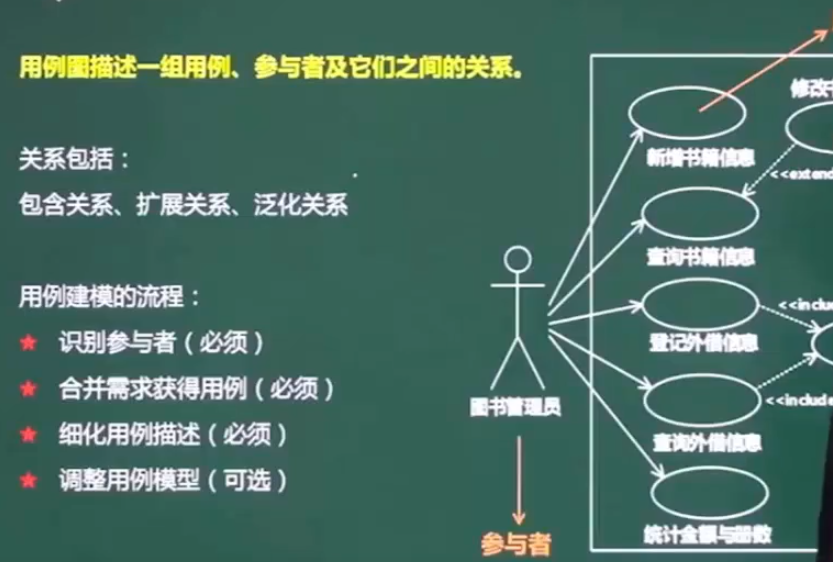 用例图描述一组用例、参与者及它们之间的关系。
关系包括：
包含关系、扩展关系、泛化关系
用例建模的流程：
识别参与者（必须）
合并需求获得用例（必须）
细化用例描述（必须）
调整用例模型（可选）
图书管理员
参与者
修改
新增书籍信息
<<extend
查询书籍信息
<<inclu
登记外借信息
<<include
查询外借信息
统计金额与册数